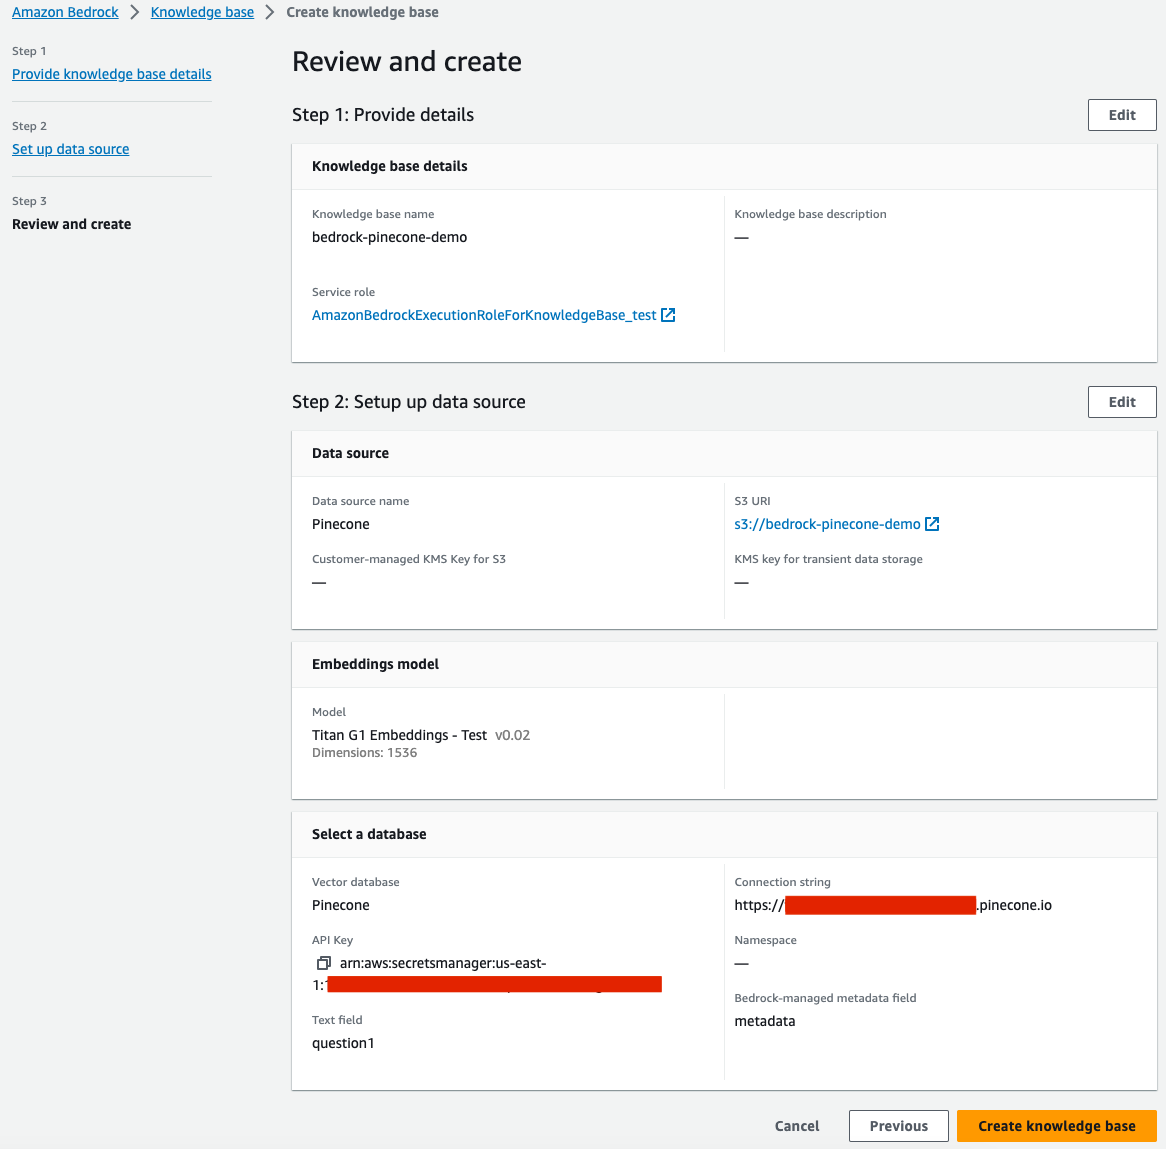 Amazon Bedrock > Knowledge base > Create knowledge base
Step 1
Provide knowledge base details
Step 2
Set up data source
Step 3
Review and create
Review and create
Step 1: Provide details
Edit
Knowledge base details
Knowledge base name
bedrock-pinecone-demo
Knowledge base description
—
Service role
AmazonBedrockExecutionRoleForKnowledgeBase_test
Step 2: Setup up data source
Edit
Data source
Data source name
Pinecone
S3 URI
s3://bedrock-pinecone-demo
Customer-managed KMS Key for S3
—
KMS key for transient data storage
—
Embeddings model
Model
Titan G1 Embeddings - Test v0.02
Dimensions: 1536
Select a database
Vector database
Pinecone
Connection string
https:// .pinecone.io
API Key
arn:aws:secretsmanager:us-east-
1:
Namespace
—
Text field
question1
Bedrock-managed metadata field
metadata
Cancel
Previous
Create knowledge base